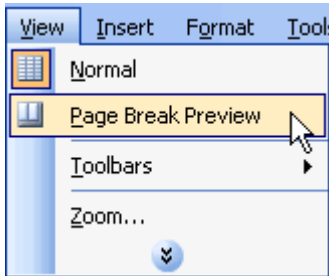 View Insert Format Tools
Normal
Page Break Preview
Toolbars
Zoom...